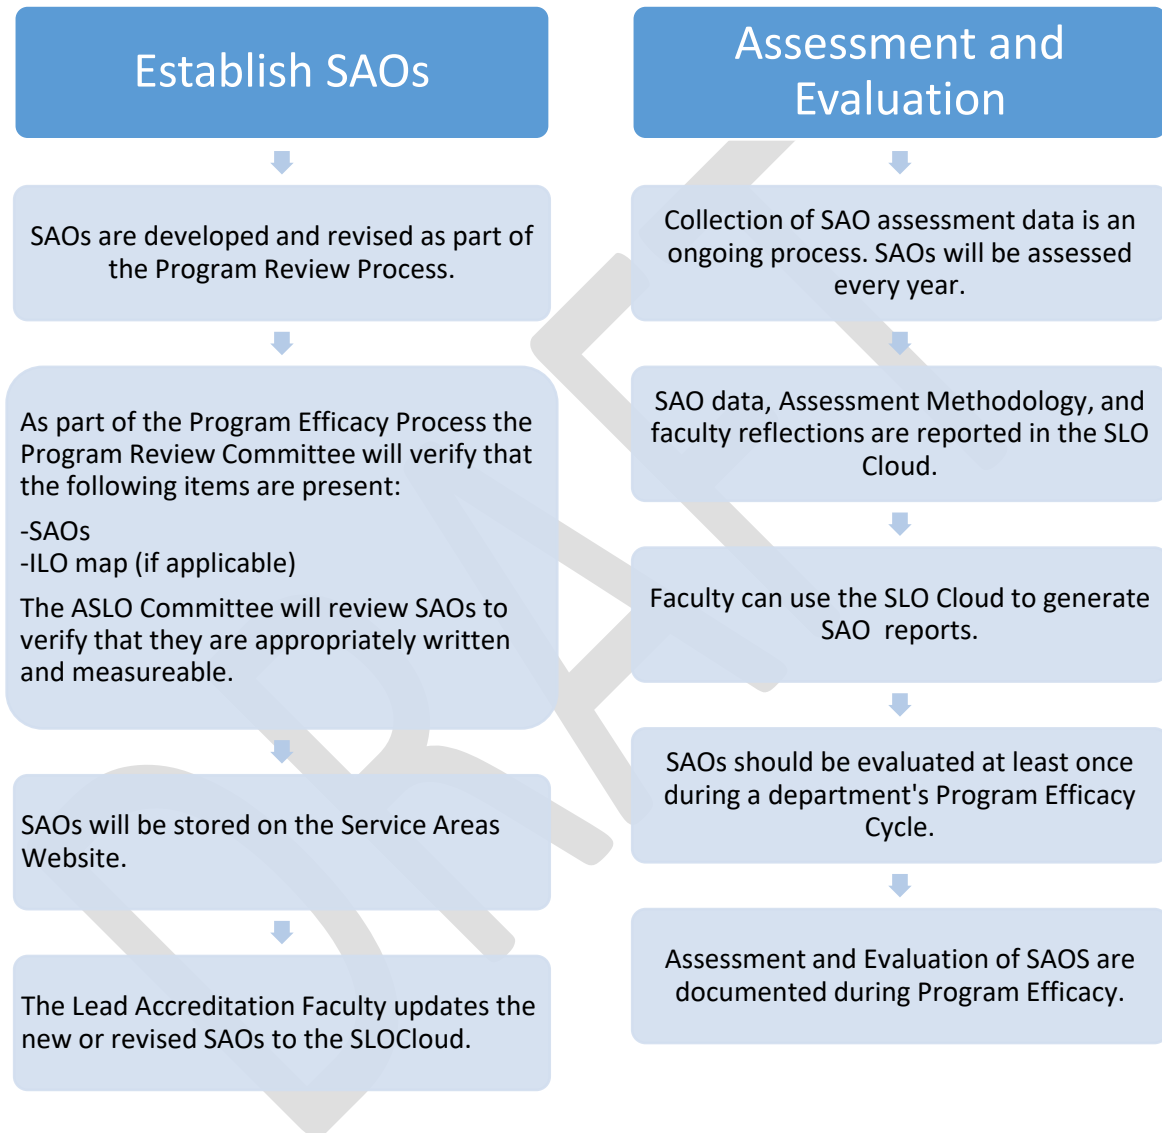 Establish SAOs
SAOs are developed and revised as part of
the Program Review Process.
As part of the Program Efficacy Process the
Program Review Committee will verify that
the following items are present:
-SAOs
-ILO map (if applicable)
The ASLO Committee will review SAOs to
verify that they are appropriately written
and measureable.
SAOs will be stored on the Service Areas
Website.
The Lead Accreditation Faculty updates the
new or revised SAOs to the SLOCloud.
Assessment and
Evaluation
Collection of SAO assessment data is an
ongoing process. SAOs will be assessed
every year.
SAO data, Assessment Methodology, and
faculty reflections are reported in the SLO
Cloud.
Faculty can use the SLO Cloud to generate
SAO  reports.
SAOs should be evaluated at least once
during a department's Program Efficacy
Cycle.
Assessment and Evaluation of SAOS are
documented during Program Efficacy.
DRAFT